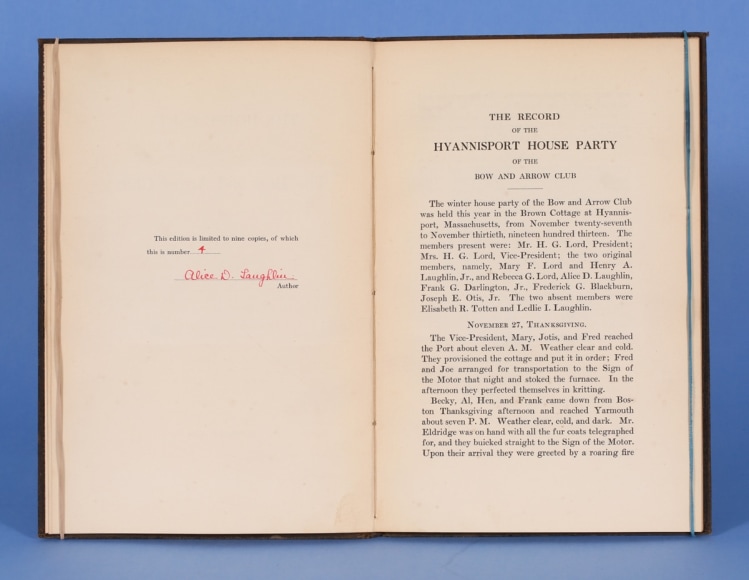 This edition is limited to nine copies, of which
this is number 4
Alice D. Laughlin
Author
THE RECORD
OF THE
HYANNISPORT HOUSE PARTY
OF THE
BOW AND ARROW CLUB
The winter house party of the Bow and Arrow Club
was held this year in the Brown Cottage at Hyannis-
port, Massachusetts, from November twenty-seventh
to November thirtieth, nineteen hundred thirteen. The
members present were: Mr. H. G. Lord, President;
Mrs. H. G. Lord, Vice-President; the two original
members, namely, Mary F. Lord and Henry A.
Laughlin, Jr., and Rebecca G. Lord, Alice D. Laughlin,
Frank G. Darlington, Jr., Frederick G. Blackburn,
Joseph E. Otis, Jr. The two absent members were
Elisabeth R. Totten and Ledlie I. Laughlin.
NOVEMBER 27, THANKSGIVING.
The Vice-President, Mary, Jotis, and Fred reached
the Port about eleven A. M. Weather clear and cold.
They provisioned the cottage and put it in order; Fred
and Joe arranged for transportation to the Sign of
the Motor that night and stoked the furnace. In the
afternoon they perfected themselves in kritting.
Becky, Al, Hen, and Frank came down from Bos-
ton Thanksgiving afternoon and reached Yarmouth
about seven P. M. Weather clear, cold, and dark. Mr.
Eldridge was on hand with all the fur coats telegraphed
for, and they buicked straight to the Sign of the Motor.
Upon their arrival they were greeted by a roaring fire